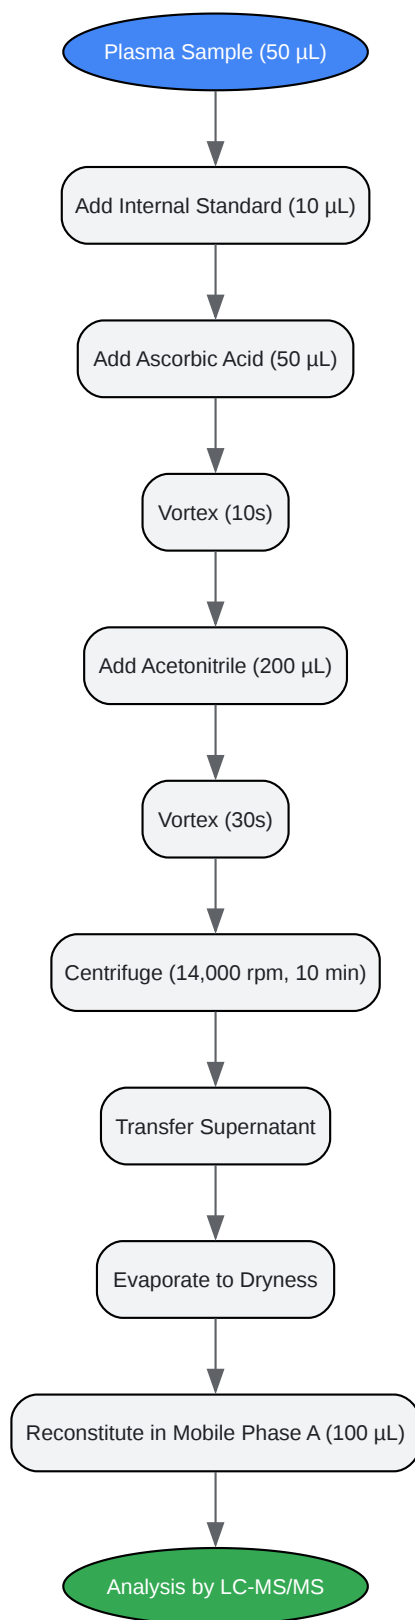 Plasma Sample (50 µL)
Add Internal Standard (10 µL)
Add Ascorbic Acid (50 µL)
Vortex (10s)
Add Acetonitrile (200 µL)
Vortex (30s)
Centrifuge (14,000 rpm, 10 min)
Transfer Supernatant
Evaporate to Dryness
Reconstitute in Mobile Phase A (100 µL)
Analysis by LC-MS/MS